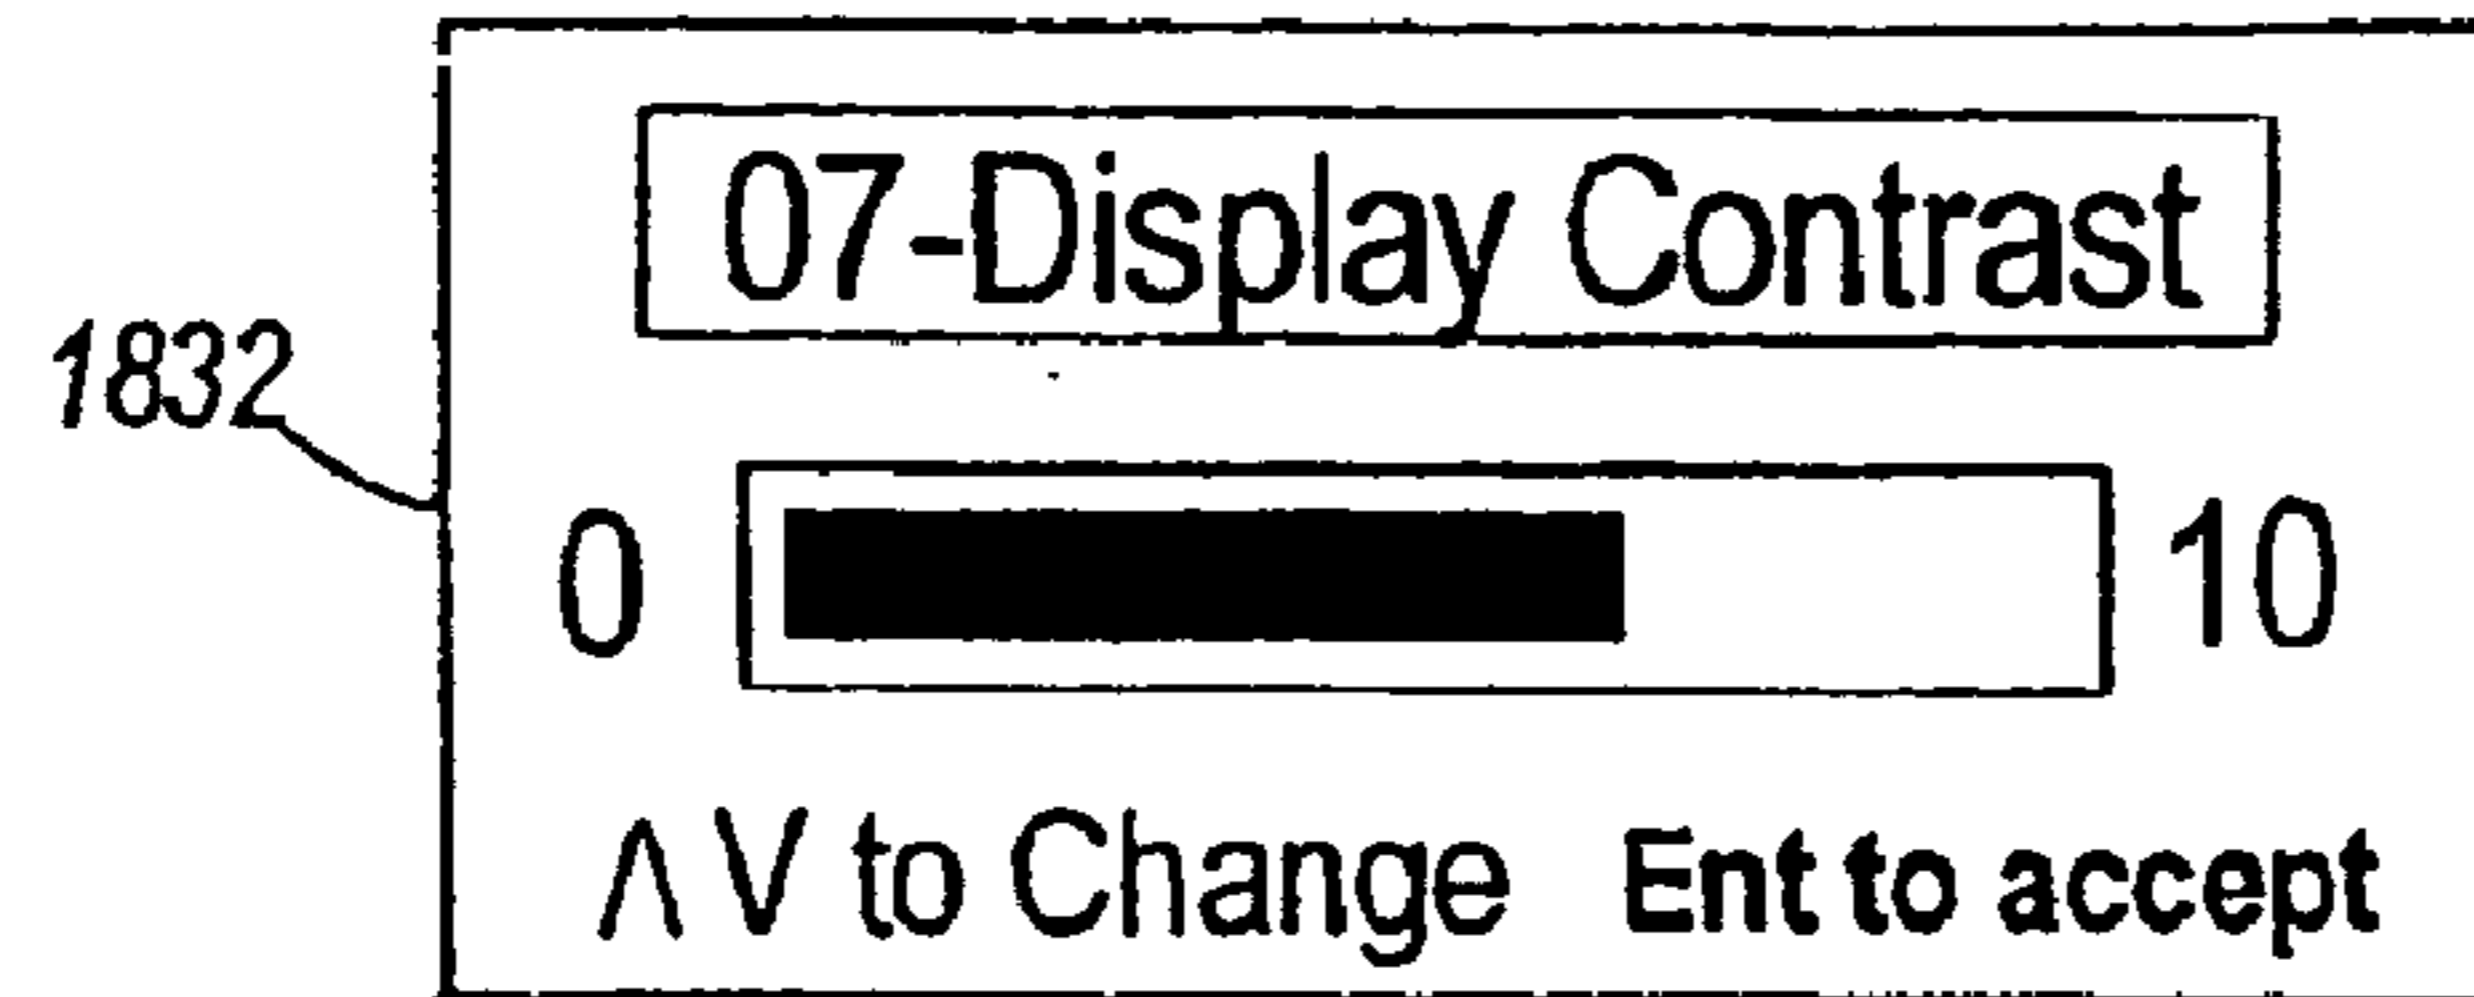 07-Display Contrast
1832
0 10
Λ V to Change Ent to accept